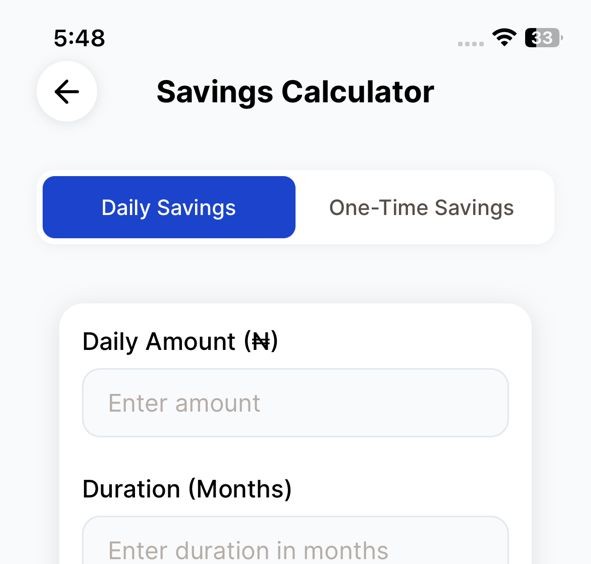 5:48
33
Savings Calculator
Daily Savings
One-Time Savings
Daily Amount (₦)
Enter amount
Duration (Months)
Enter duration in months